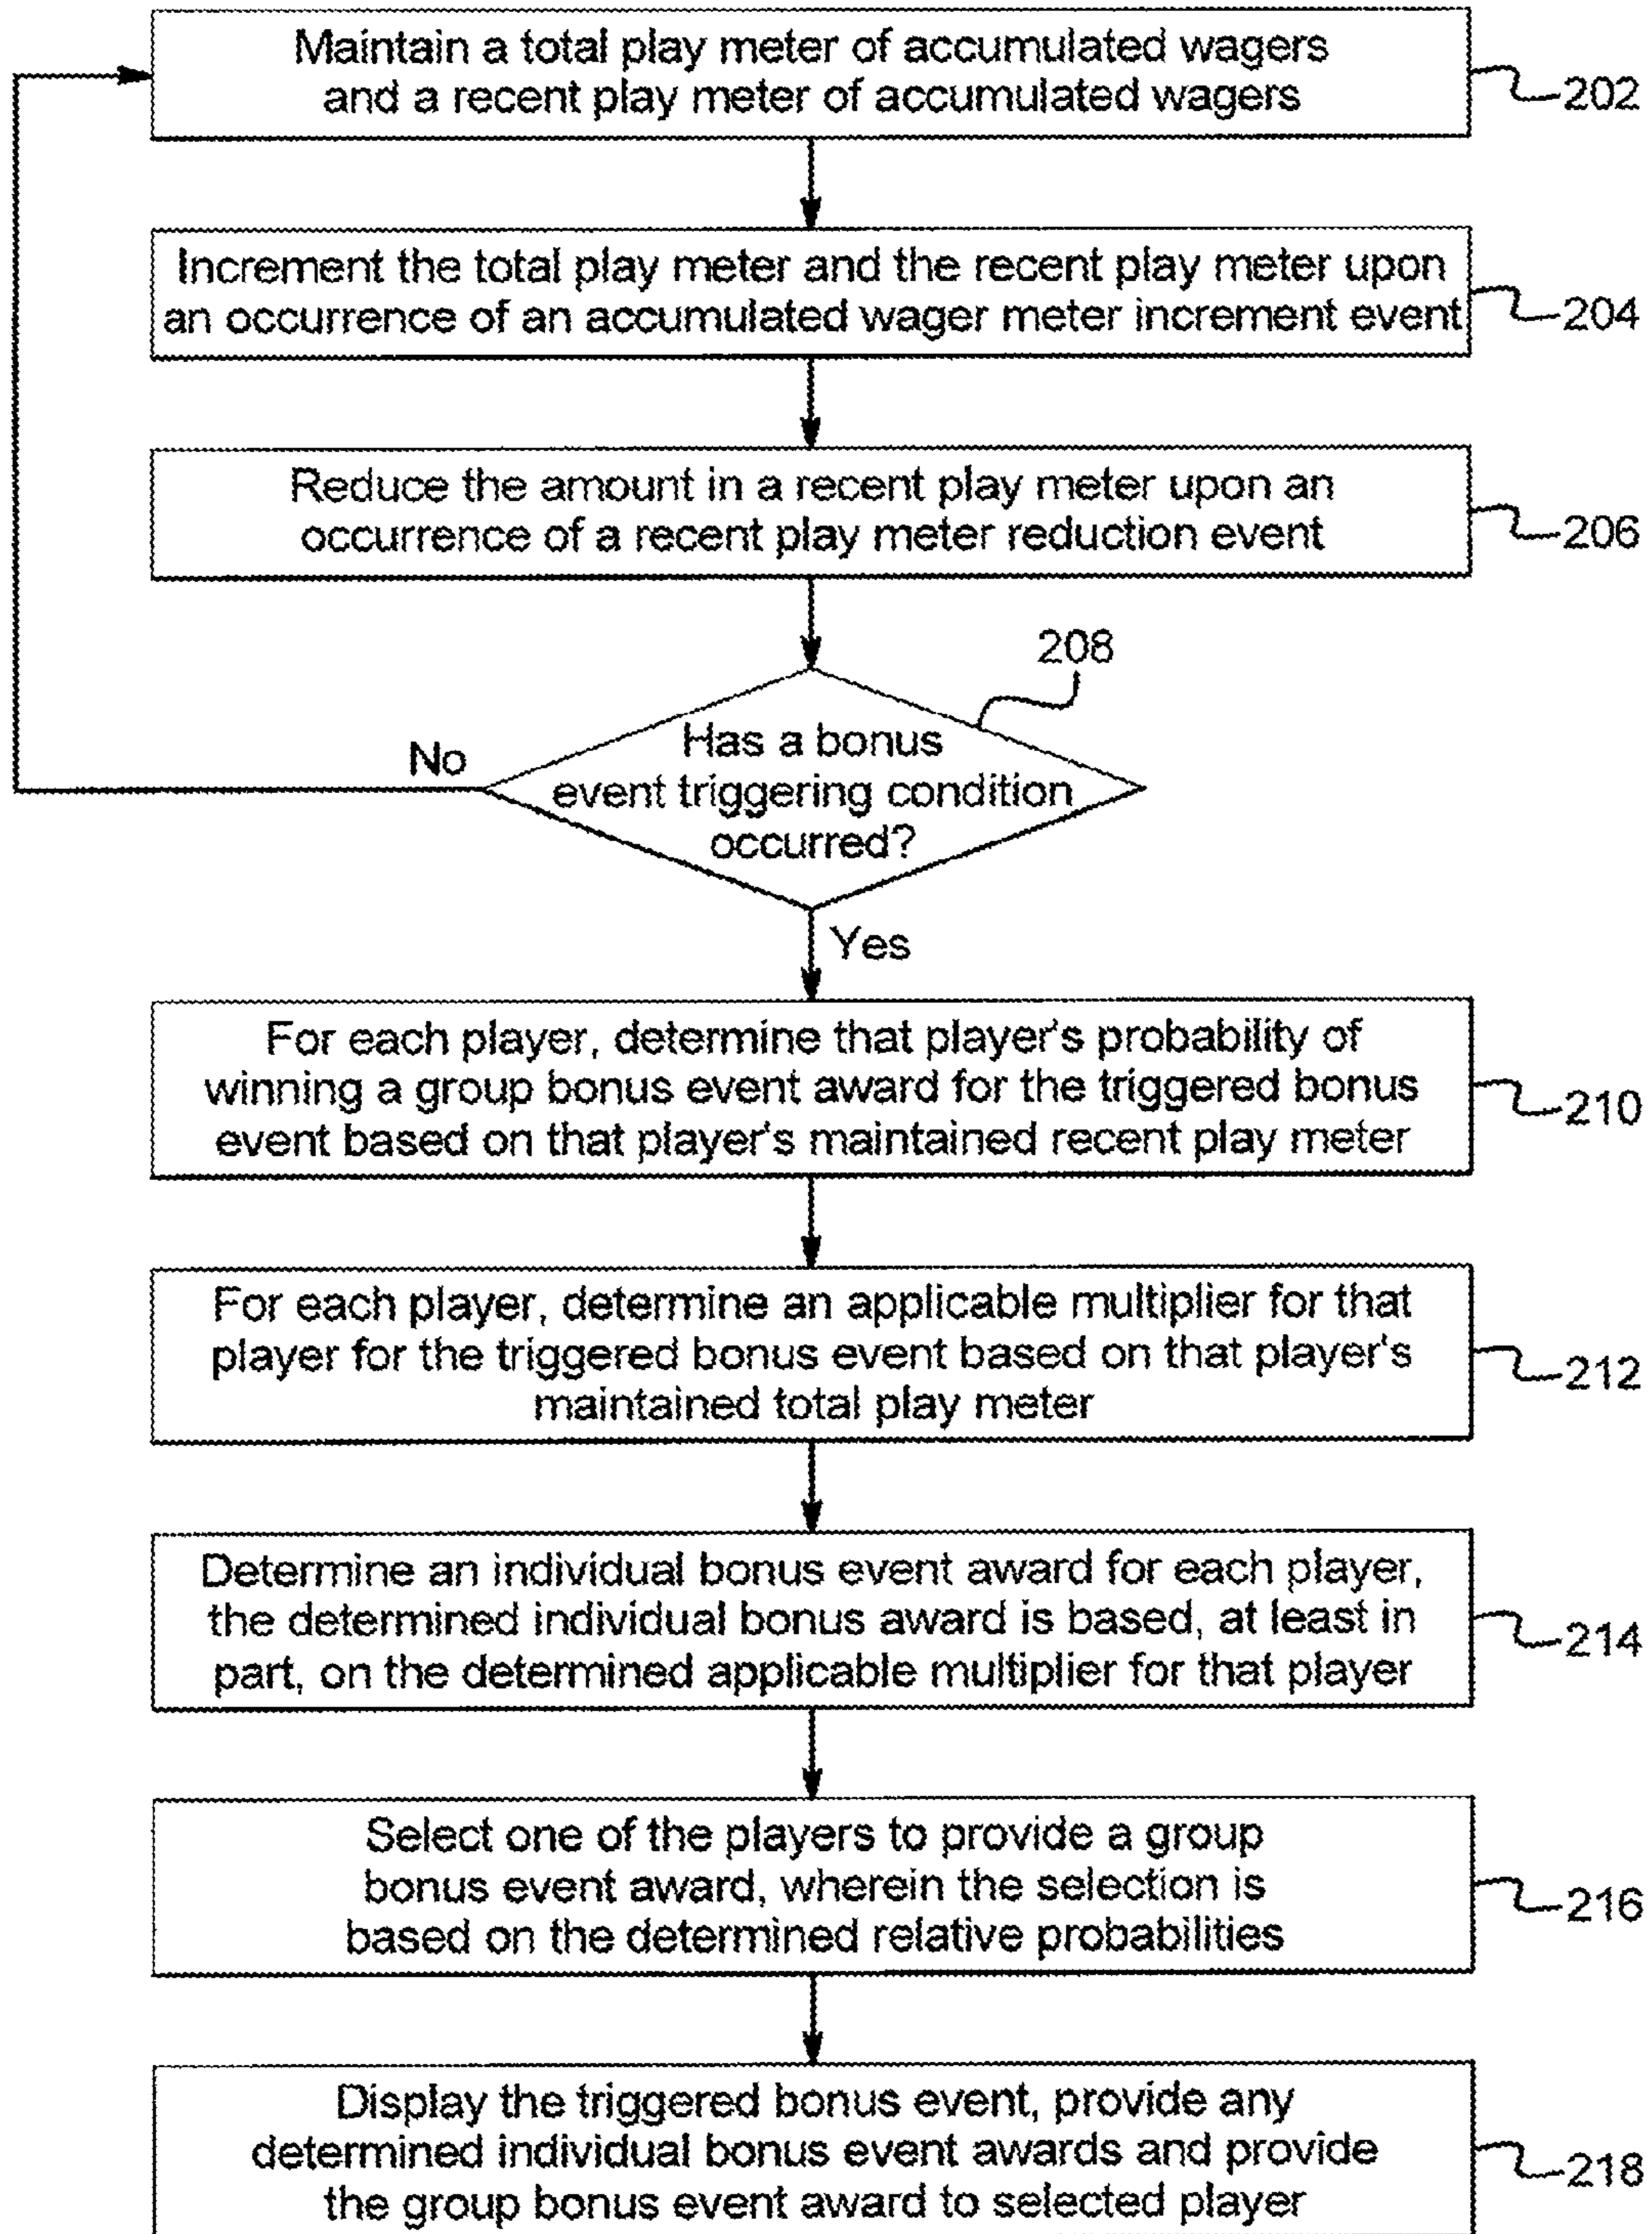 Maintain a total play meter of accumulated wagers
and a recent play meter of accumulated wagers
202
Increment the total play meter and the recent play meter upon
an occurrence of an accumulated wager meter increment event
204
Reduce the amount in a recent play meter upon an
occurrence of a recent play meter reduction event
206
208
Has a bonus
event triggering condition
occurred?
No
Yes
For each player, determine that player's probability of
winning a group bonus event award for the triggered bonus
event based on that player's maintained recent play meter
210
For each player, determine an applicable multiplier for that
player for the triggered bonus event based on that player's
maintained total play meter
212
Determine an individual bonus event award for each player,
the determined individual bonus award is based, at least in
part, on the determined applicable multiplier for that player
214
Select one of the players to provide a group
bonus event award, wherein the selection is
based on the determined relative probabilities
216
Display the triggered bonus event, provide any
determined individual bonus event awards and provide
the group bonus event award to selected player
218